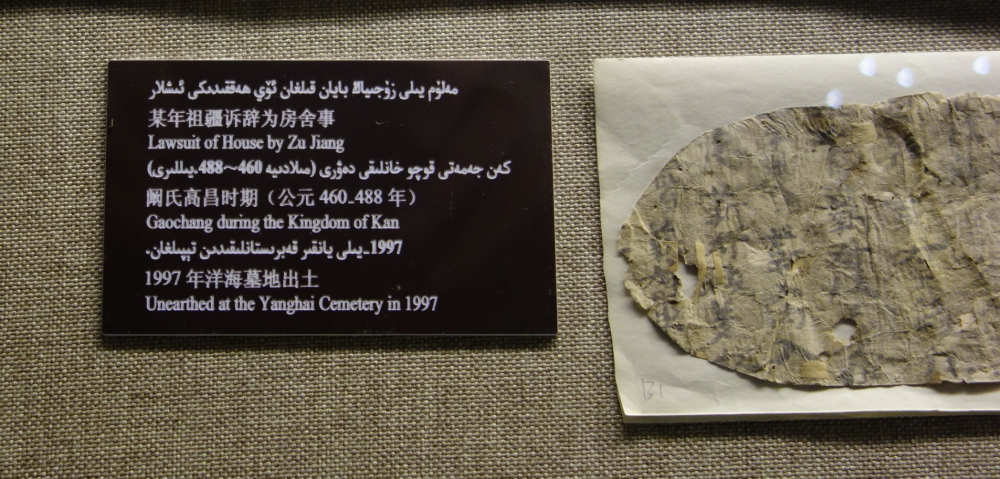 مەلۇم يىلى زۇجىياڭ بايان قىلغان ئۆي ھەققىدىكى ئىشلار
某年祖疆诉辞为房舍事
Lawsuit of House by Zu Jiang
كەن جەمەتى قوچو خانلىقى دەۋرى (مىلادىيە 460~488-يىللىرى)
阚氏高昌时期（公元 460-488 年）
Gaochang during the Kingdom of Kan
1997-يىلى يانقىر قەبرىستانلىقىدىن تېپىلغان.
1997 年洋海墓地出土
Unearthed at the Yanghai Cemetery in 1997